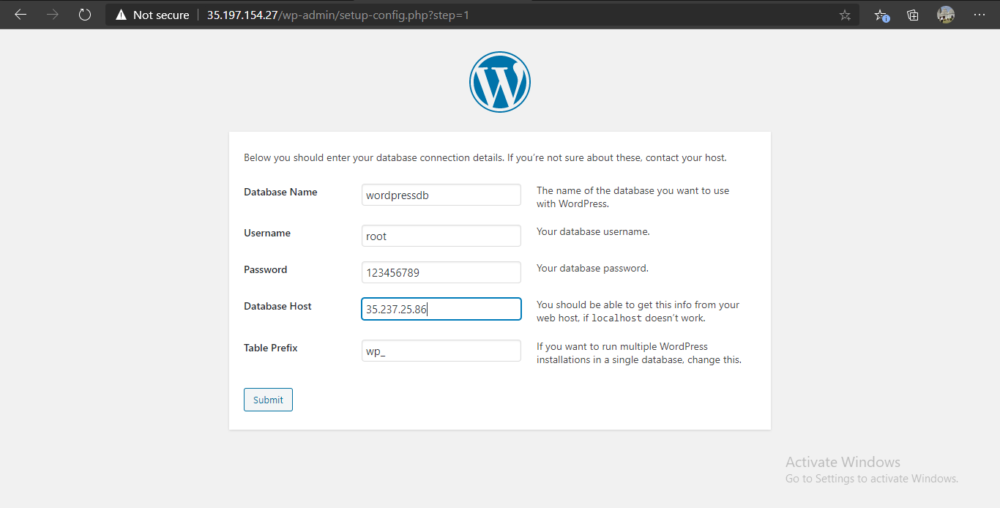 Not secure 35.197.154.27/wp-admin/setup-config.php?step=1
Below you should enter your database connection details. If you’re not sure about these, contact your host.
Database Name
wordpressdb
The name of the database you want to use
with WordPress.
Username
root
Your database username.
Password
123456789
Your database password.
Database Host
35.237.25.86
You should be able to get this info from your
web host, if localhost doesn’t work.
Table Prefix
wp_
If you want to run multiple WordPress
installations in a single database, change this.
Submit
Activate Windows
Go to Settings to activate Windows.